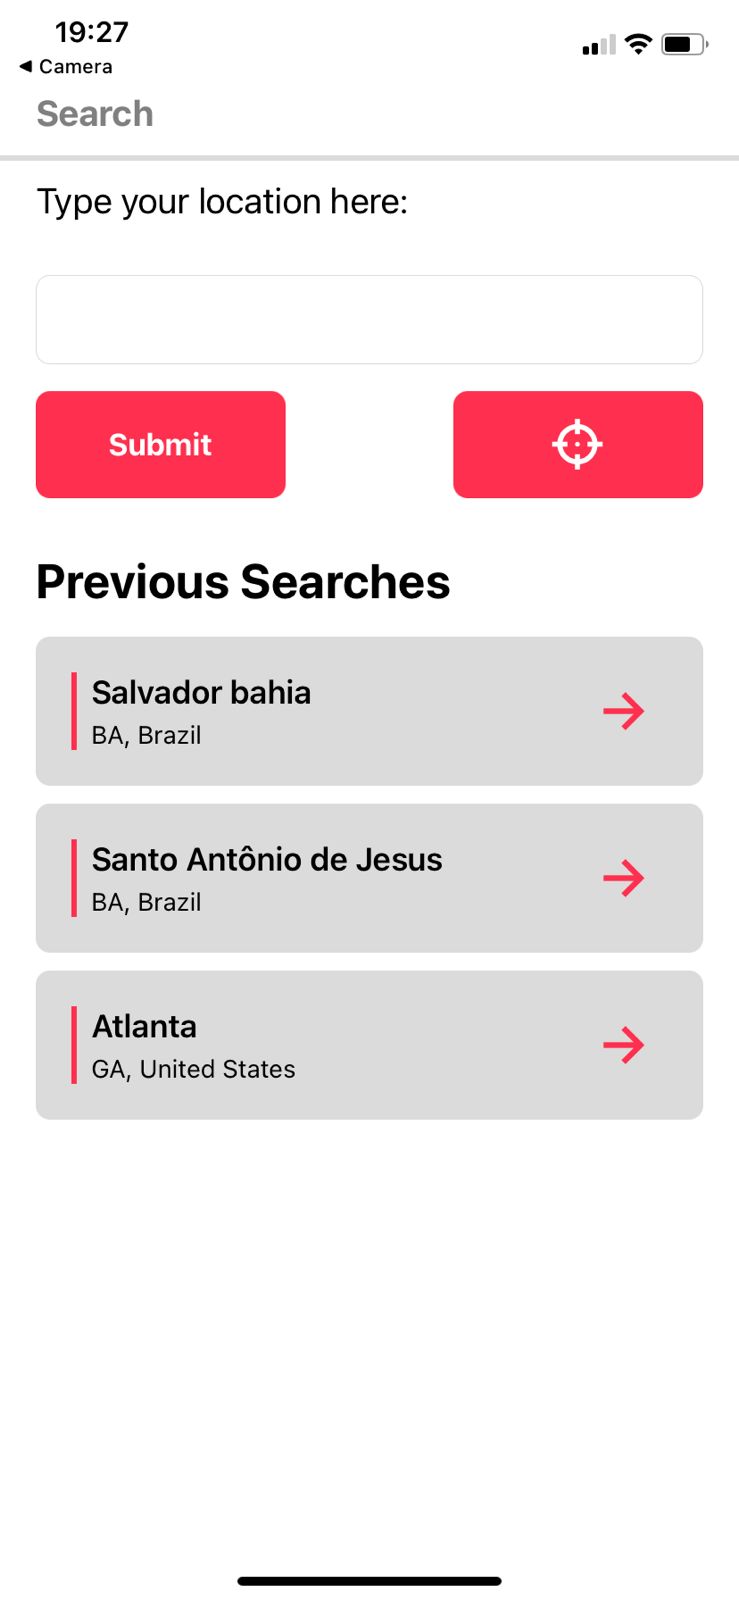 19:27
◀ Camera
Search
Type your location here:
Submit
Previous Searches
Salvador bahia
BA, Brazil
Santo Antônio de Jesus
BA, Brazil
Atlanta
GA, United States